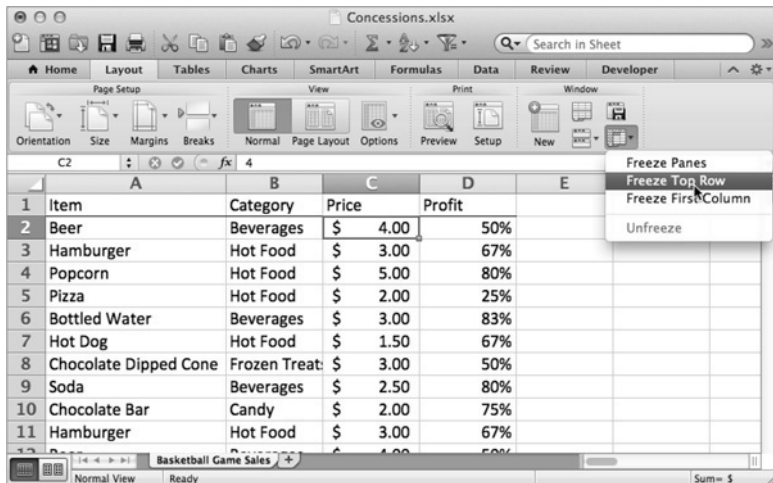 Concessions.xlsx
Search in Sheet
Home Layout Tables Charts SmartArt Formulas Data Review Developer
Page Setup View Print Window
Orientation Size Margins Breaks Normal Page Layout Options Preview Setup New
C2 fx 4
Freeze Panes
Freeze Top Row
Freeze First Column
Unfreeze
A B C D E
1 Item Category Price Profit
2 Beer Beverages $ 4.00 50%
3 Hamburger Hot Food $ 3.00 67%
4 Popcorn Hot Food $ 5.00 80%
5 Pizza Hot Food $ 2.00 25%
6 Bottled Water Beverages $ 3.00 83%
7 Hot Dog Hot Food $ 1.50 67%
8 Chocolate Dipped Cone Frozen Treat $ 3.00 50%
9 Soda Beverages $ 2.50 80%
10 Chocolate Bar Candy $ 2.00 75%
11 Hamburger Hot Food $ 3.00 67%
Basketball Game Sales
Normal View Ready Sum= $